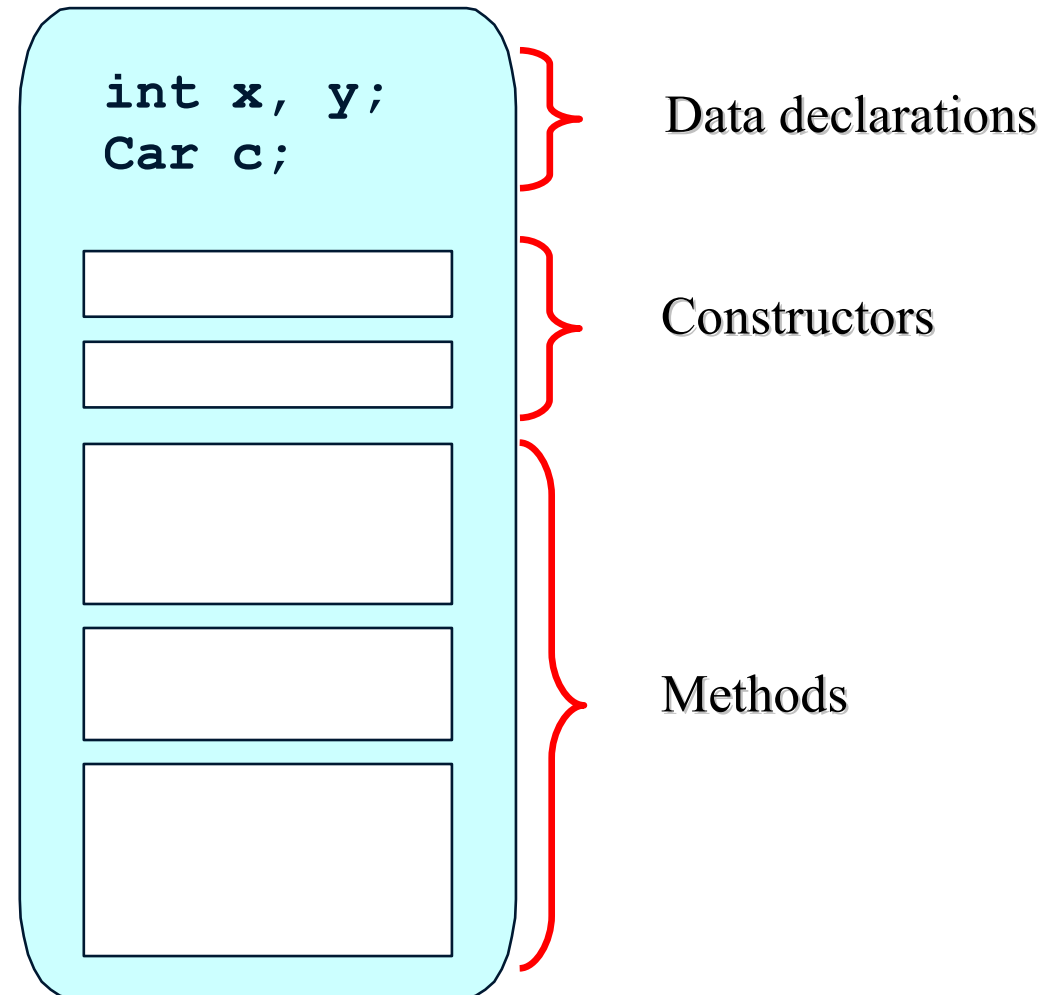 int x, y;
Car c;
Data declarations
Constructors
Methods